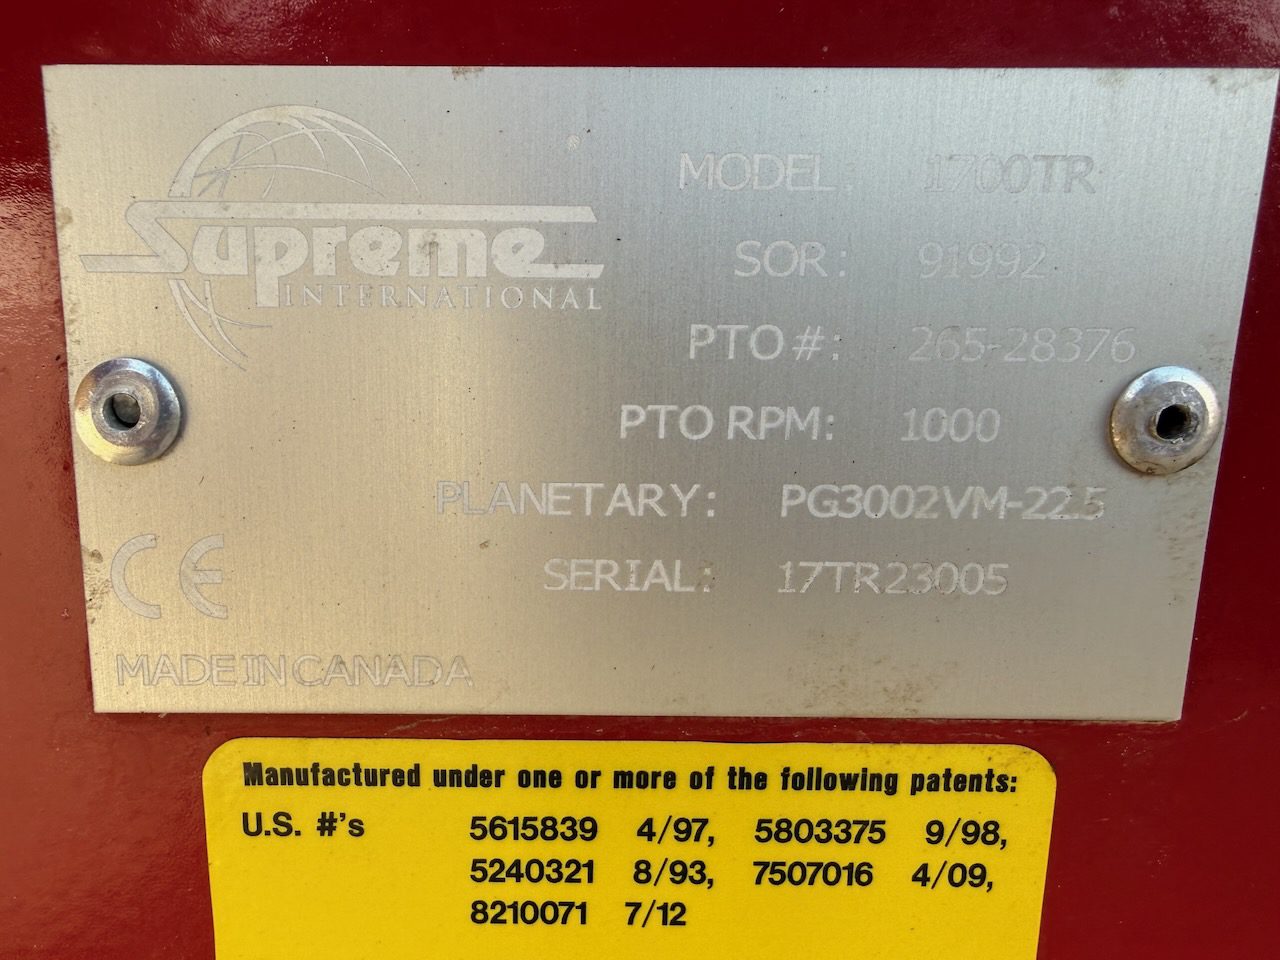 Supreme
INTERNATIONAL
MODEL: 1700TR
SOR: 91992
PTO #: 265-28376
PTO RPM: 1000
PLANETARY: PG3002VM-22.5
SERIAL: 17TR23005
CE
MADE IN CANADA
Manufactured under one or more of the following patents:
U.S. #'s 5615839 4/97, 5803375 9/98,
5240321 8/93, 7507016 4/09,
8210071 7/12